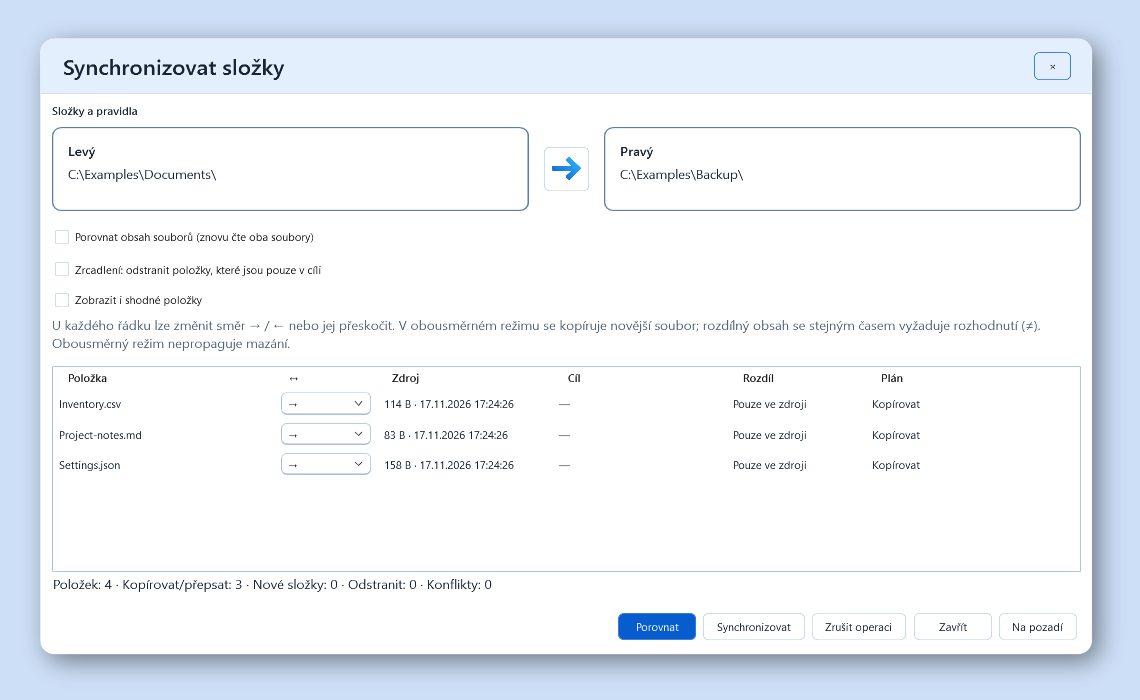 Synchronizovat složky
×
Složky a pravidla
Levý
C:\Examples\Documents\
Pravý
C:\Examples\Backup\
Porovnat obsah souborů (znovu čte oba soubory)
Zrcadlení: odstranit položky, které jsou pouze v cíli
Zobrazit i shodné položky
U každého řádku lze změnit směr → / ← nebo jej přeskočit. V obousměrném režimu se kopíruje novější soubor; rozdílný obsah se stejným časem vyžaduje rozhodnutí (≠).
Obousměrný režim nepropaguje mazání.
Položka ↔ Zdroj Cíl Rozdíl Plán
Inventory.csv → 114 B · 17.11.2026 17:24:26 — Pouze ve zdroji Kopírovat
Project-notes.md → 83 B · 17.11.2026 17:24:26 — Pouze ve zdroji Kopírovat
Settings.json → 158 B · 17.11.2026 17:24:26 — Pouze ve zdroji Kopírovat
Položek: 4 · Kopírovat/přepsat: 3 · Nové složky: 0 · Odstranit: 0 · Konflikty: 0
Porovnat Synchronizovat Zrušit operaci Zavřít Na pozadí